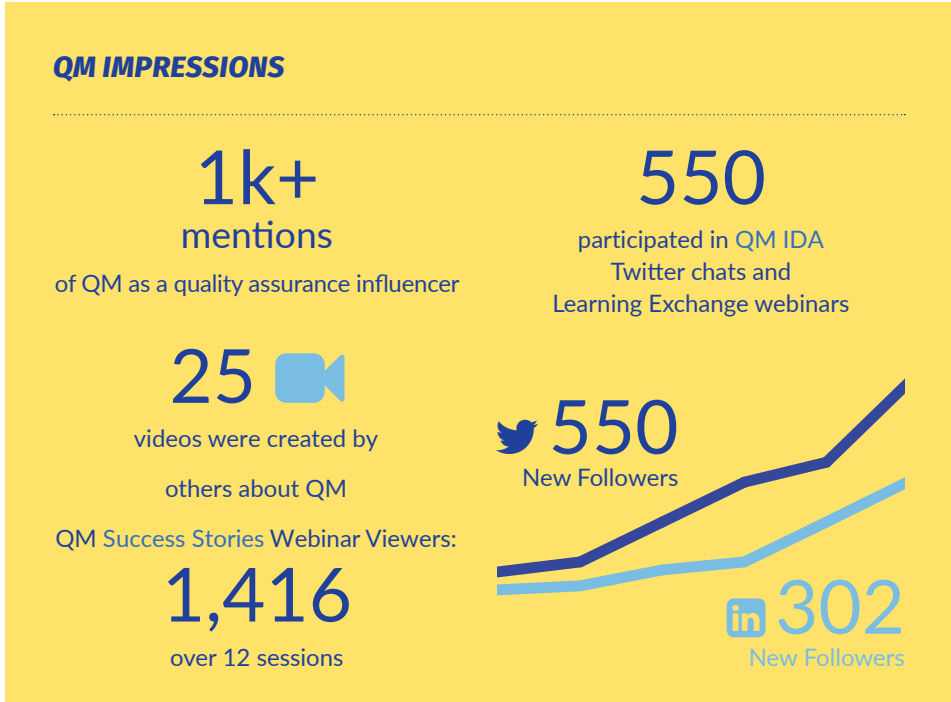 QM IMPRESSIONS
1k+
mentions
of QM as a quality assurance influencer
550
participated in QM IDA
Twitter chats and
Learning Exchange webinars
25
videos were created by
others about QM
QM Success Stories Webinar Viewers:
1,416
over 12 sessions
550
New Followers
in 302
New Followers